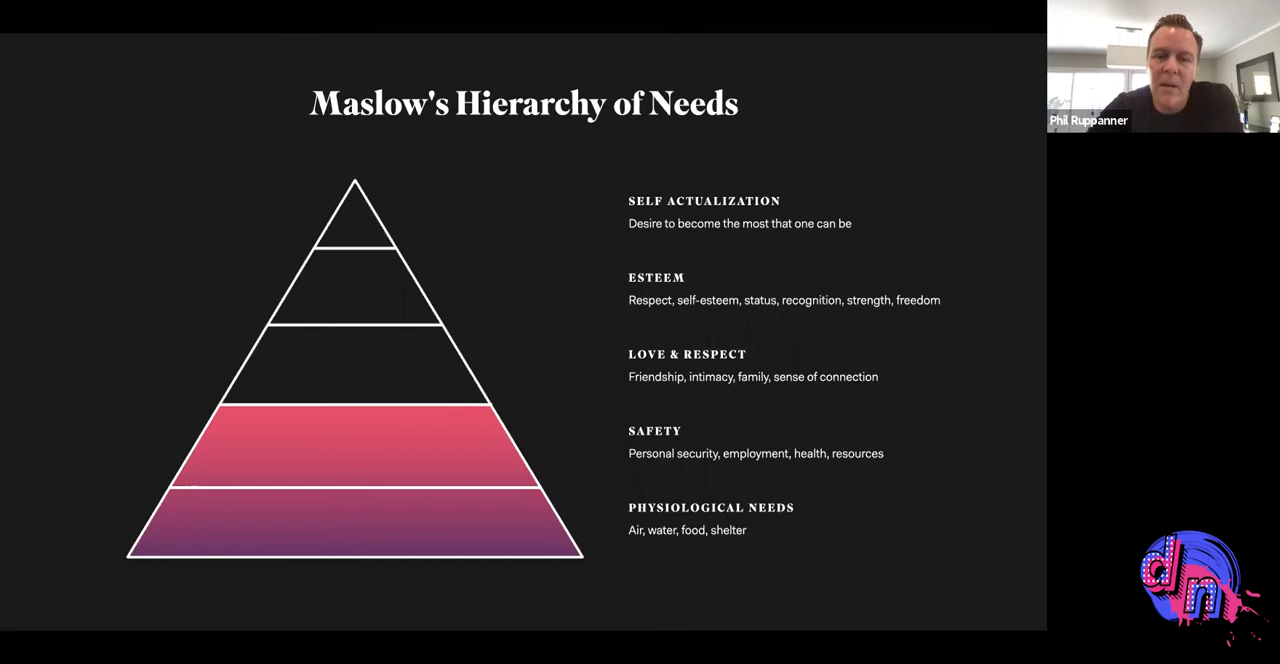 Maslow's Hierarchy of Needs
SELF ACTUALIZATION
Desire to become the most that one can be
ESTEEM
Respect, self-esteem, status, recognition, strength, freedom
LOVE & RESPECT
Friendship, intimacy, family, sense of connection
SAFETY
Personal security, employment, health, resources
PHYSIOLOGICAL NEEDS
Air, water, food, shelter
Phil Ruppanner
dn